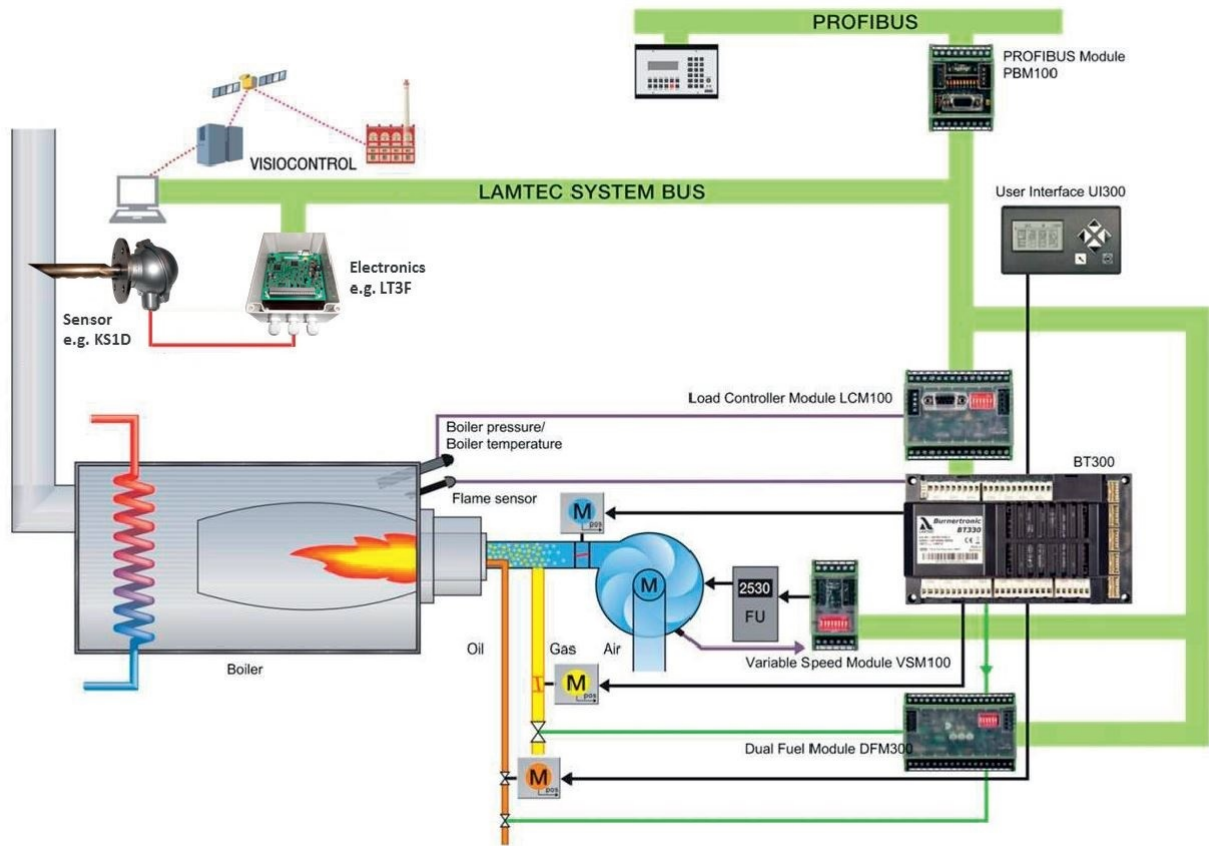 PROFIBUS
PROFIBUS Module
PBM100
VISIOCONTROL
LAMTEC SYSTEM BUS
User Interface UI300
Electronics
e.g. LT3F
Sensor
e.g. KS1D
Load Controller Module LCM100
Boiler pressure/
Boiler temperature
BT300
Flame sensor
M
pos
Burnertronic
BT330
M
2530
FU
Oil
Gas
Air
Variable Speed Module VSM100
Boiler
M
pos
Dual Fuel Module DFM300
M
pos